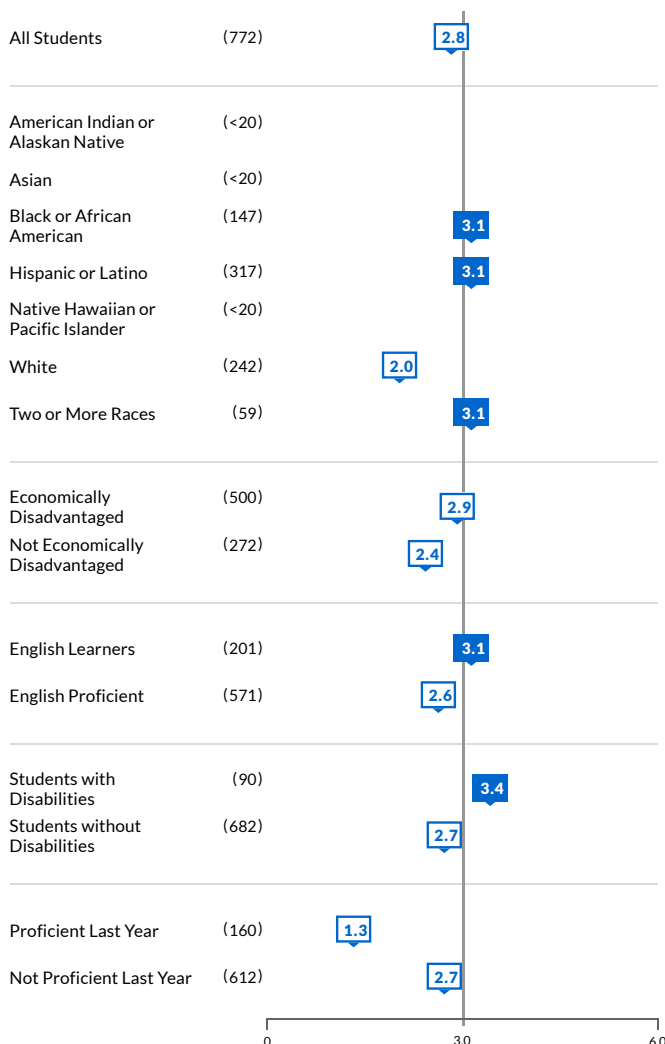 All Students (772) 2.8
American Indian or (<20)
Alaskan Native
Asian (<20)
Black or African (147) 3.1
American
Hispanic or Latino (317) 3.1
Native Hawaiian or (<20)
Pacific Islander
White (242) 2.0
Two or More Races (59) 3.1
Economically (500) 2.9
Disadvantaged
Not Economically (272) 2.4
Disadvantaged
English Learners (201) 3.1
English Proficient (571) 2.6
Students with (90) 3.4
Disabilities
Students without (682) 2.7
Disabilities
Proficient Last Year (160) 1.3
Not Proficient Last Year (612) 2.7
0 3.0 6.0